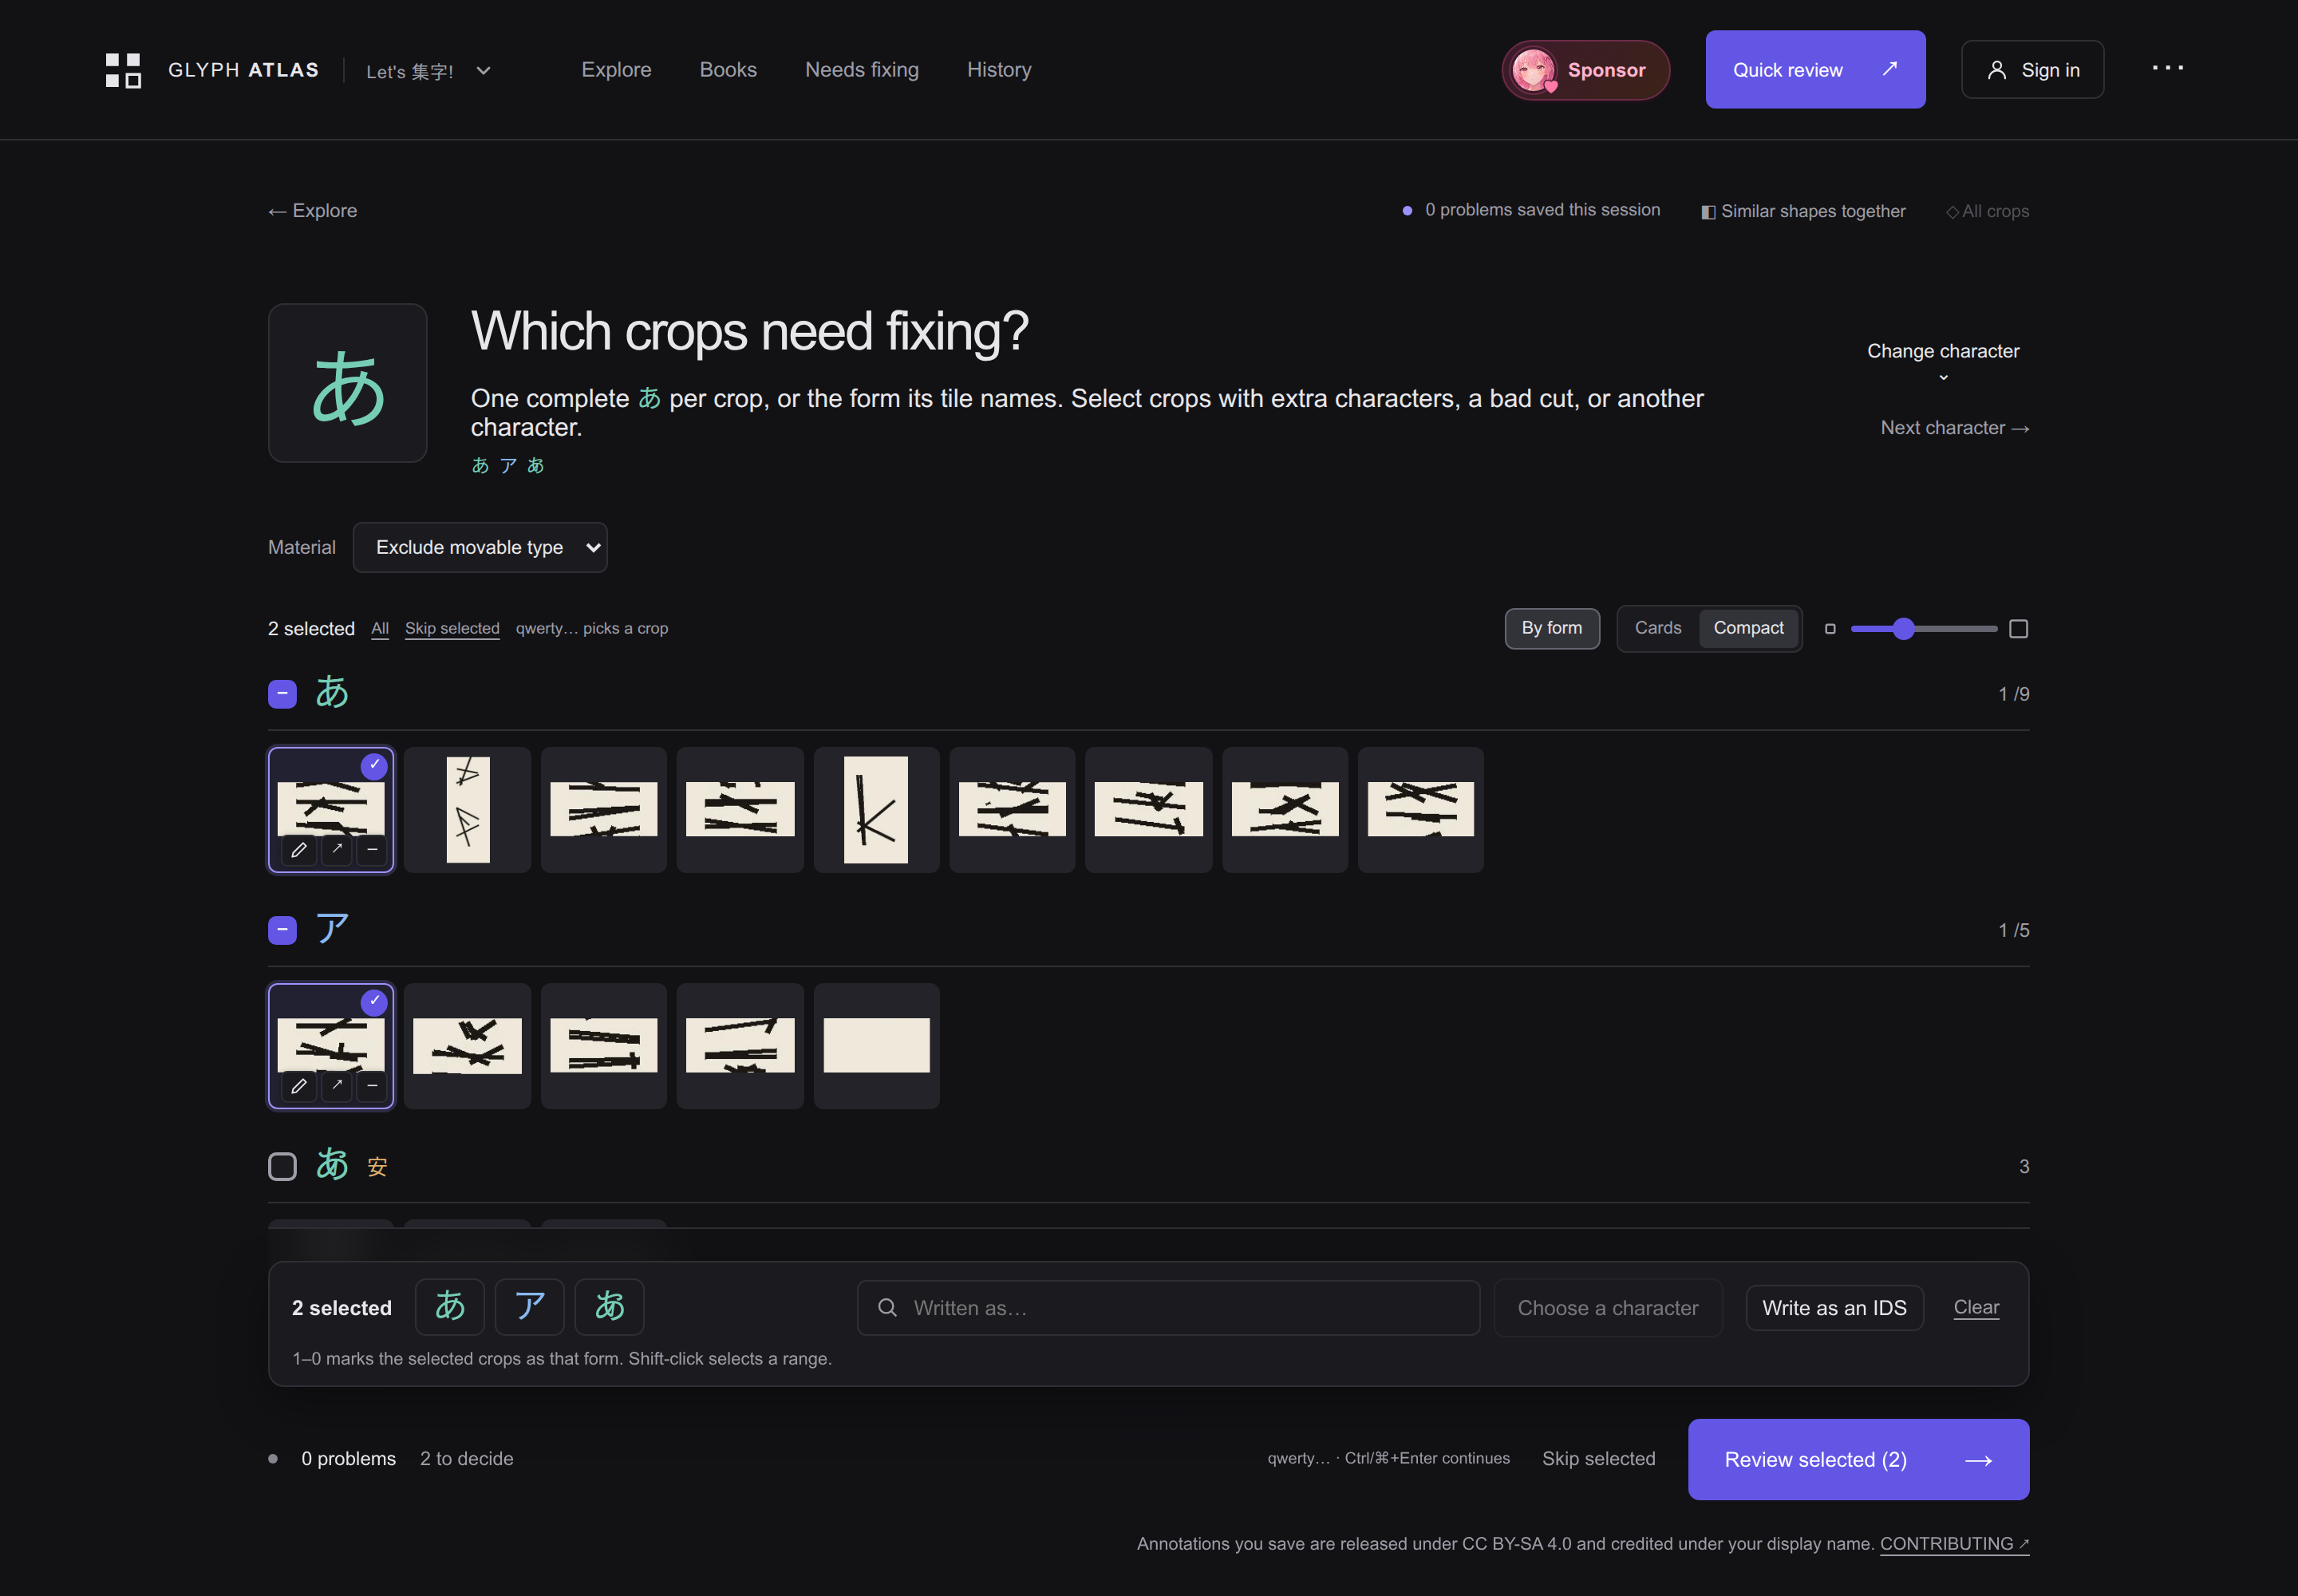 GLYPH ATLAS Let's 集字! Explore Books Needs fixing History Sponsor Quick review ↗ Sign in ···
← Explore 0 problems saved this session Similar shapes together All crops
あ
Which crops need fixing?
One complete あ per crop, or the form its tile names. Select crops with extra characters, a bad cut, or another
character.
あ ア
Change character
Next character →
Material Exclude movable type
2 selected All Skip selected qwerty… picks a crop By form Cards Compact
あ 1 /9
ア 1 /5
安 3
2 selected あ ア Written as… Choose a character Write as an IDS Clear
1–0 marks the selected crops as that form. Shift-click selects a range.
0 problems 2 to decide qwerty… · Ctrl/⌘+Enter continues Skip selected Review selected (2) →
Annotations you save are released under CC BY-SA 4.0 and credited under your display name. CONTRIBUTING ↗